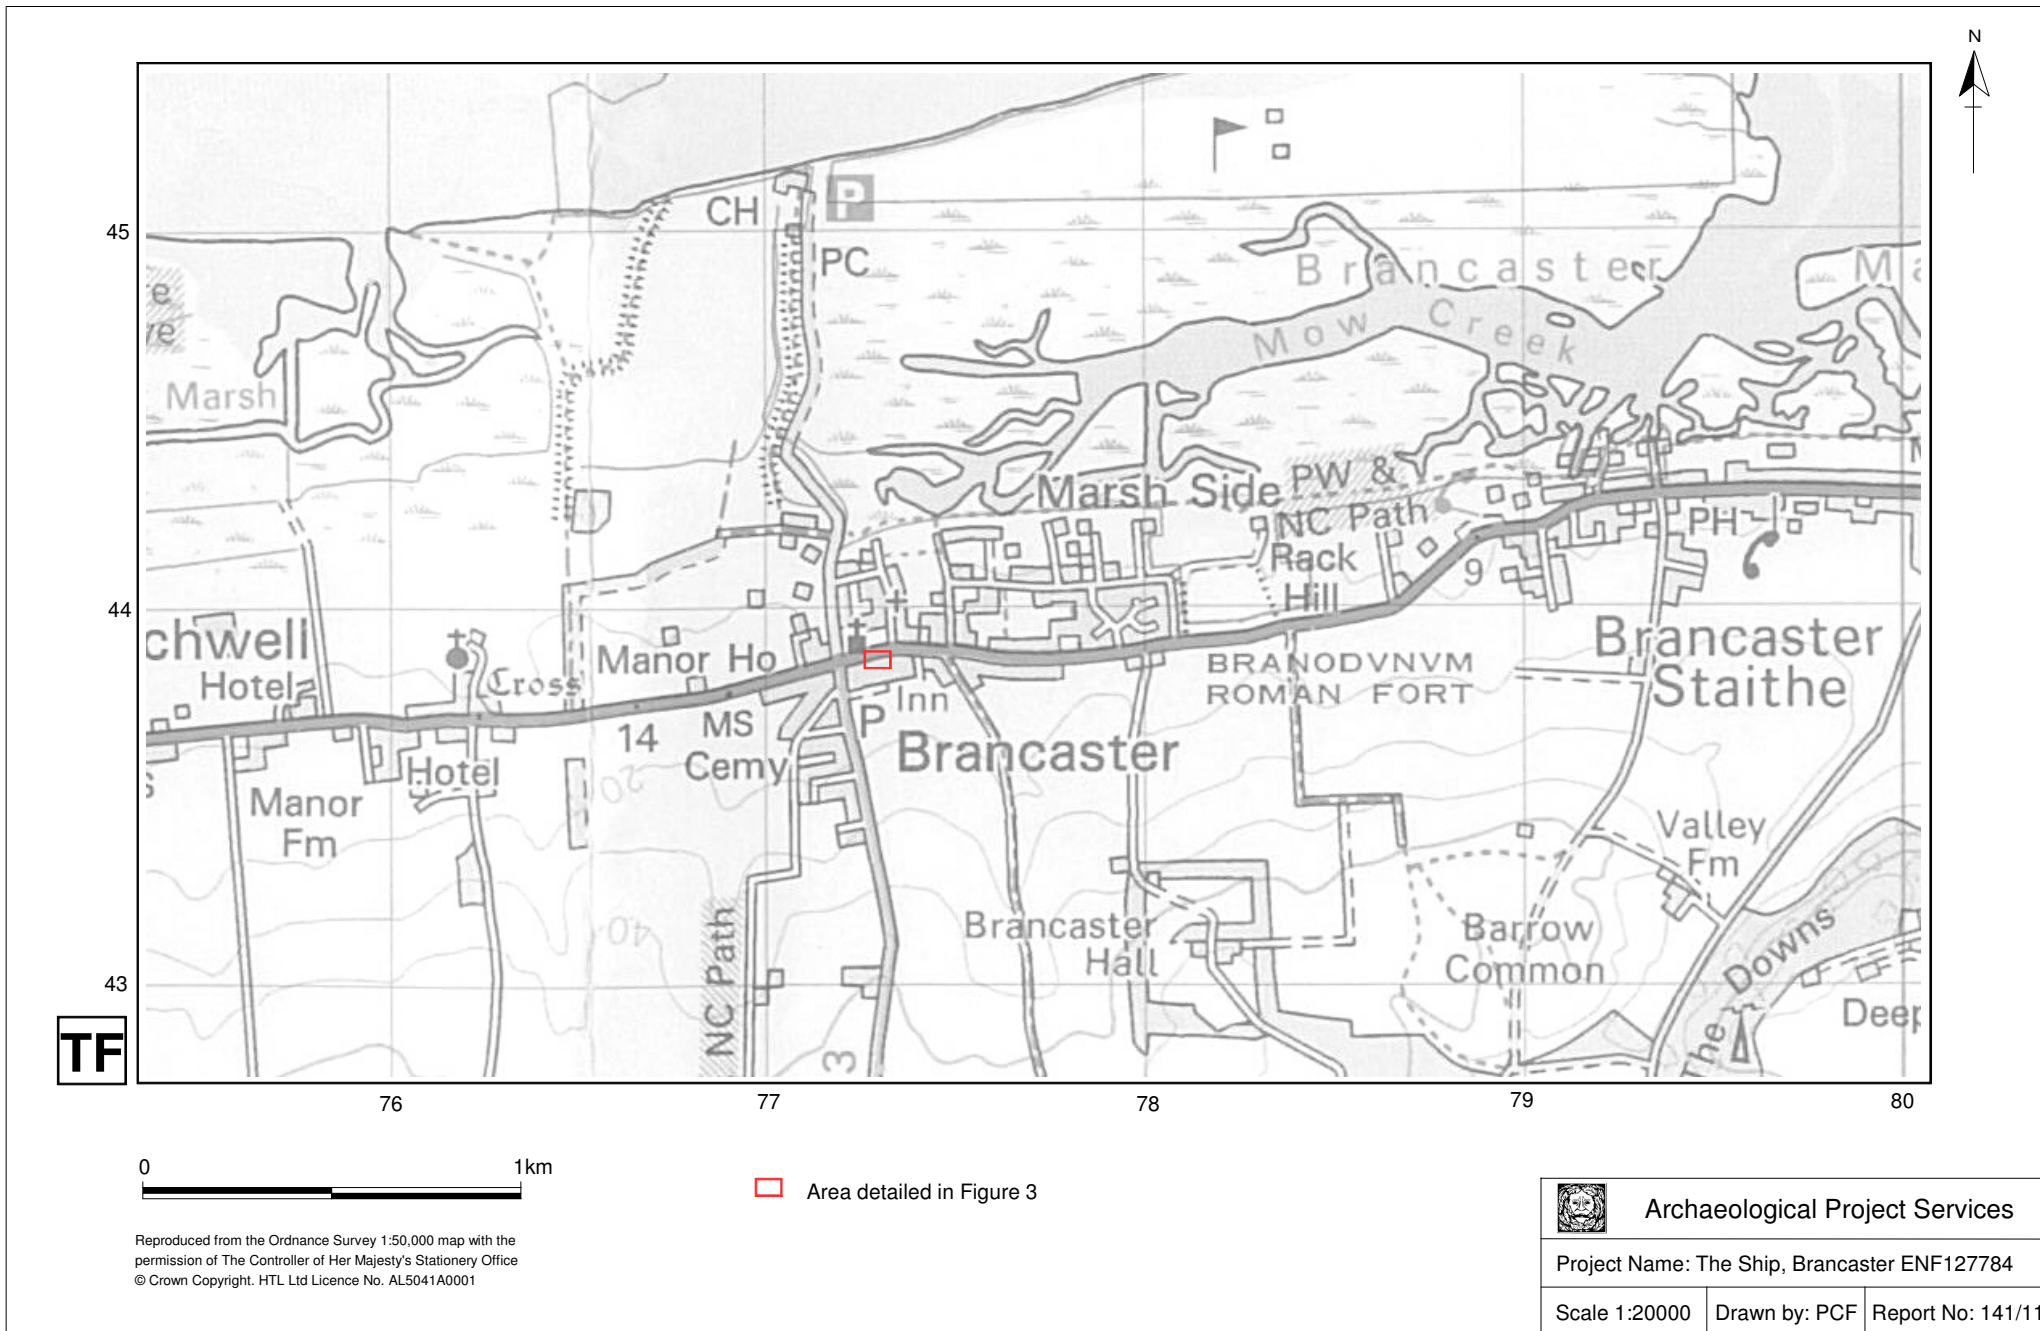 N
CH
P
PC
45
Brancaster
Ma
e
ve
Mow Creek
Marsh
Marsh Side
PW &
NC Path
PH
Rack
Hill
9
44
chwell
Hotel
Cross
Manor Ho
Brancaster
Staithe
BRANODVNVM
ROMAN FORT
Inn
P
14
MS
Cemy
Brancaster
Hotel
20
Manor
Fm
Valley
Fm
40
NC Path
Brancaster
Hall
Barrow
Common
The Downs
43
Deep
3
TF
76
77
78
79
80
0
1km
Area detailed in Figure 3
Reproduced from the Ordnance Survey 1:50,000 map with the
permission of The Controller of Her Majesty's Stationery Office
© Crown Copyright. HTL Ltd Licence No. AL5041A0001
Archaeological Project Services
Project Name: The Ship, Brancaster ENF127784
Scale 1:20000
Drawn by: PCF
Report No: 141/11